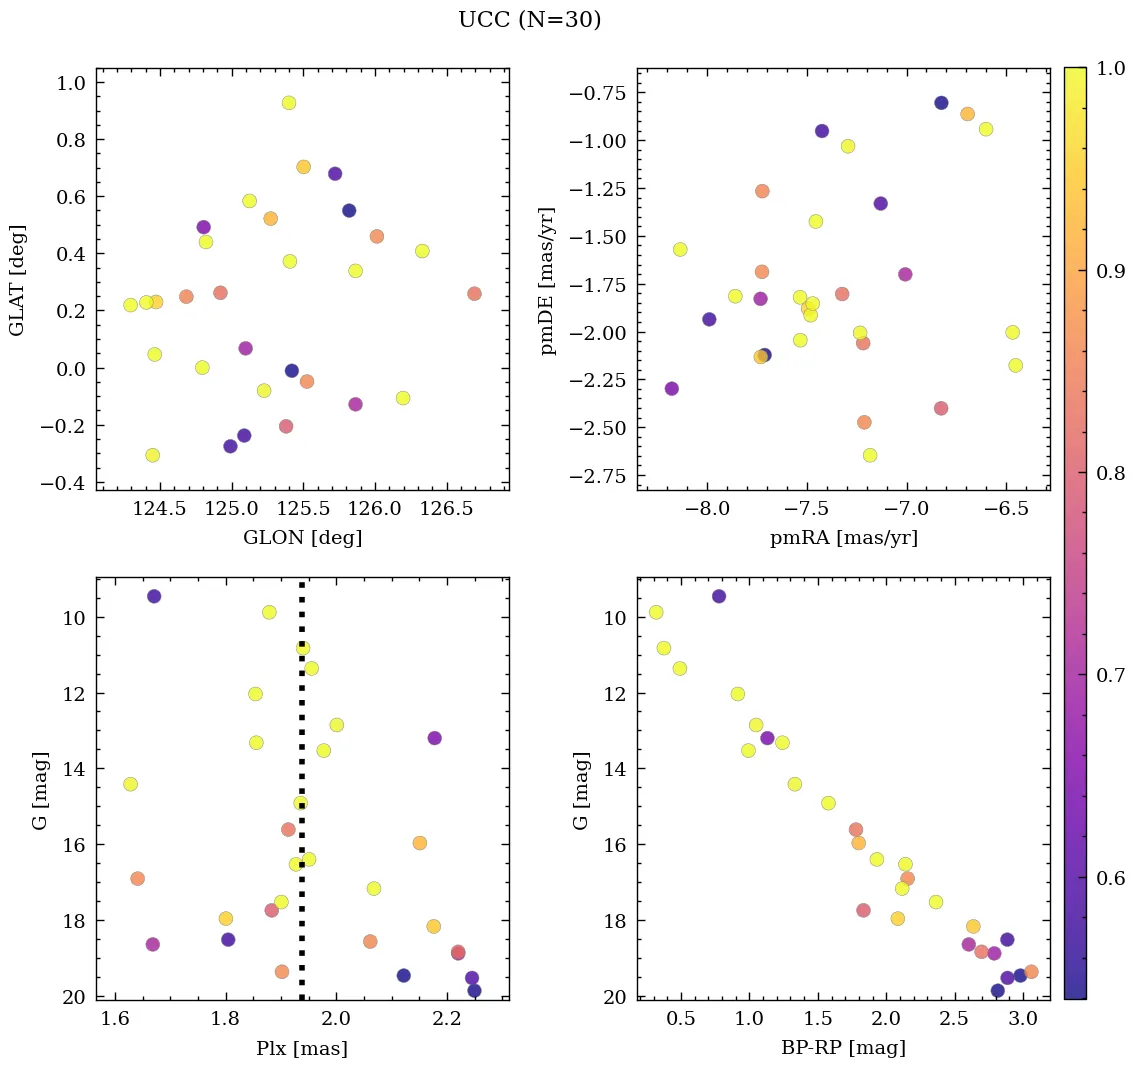 UCC (N=30)
1.0
0.8
0.6
0.4
0.2
0.0
−0.2
−0.4
GLAT [deg]
124.5 125.0 125.5 126.0 126.5
GLON [deg]
−0.75
−1.00
−1.25
−1.50
−1.75
−2.00
−2.25
−2.50
−2.75
pmDE [mas/yr]
−8.0 −7.5 −7.0 −6.5
pmRA [mas/yr]
10
12
14
16
18
20
G [mag]
1.6 1.8 2.0 2.2
Plx [mas]
10
12
14
16
18
20
G [mag]
0.5 1.0 1.5 2.0 2.5 3.0
BP-RP [mag]
1.0
0.9
0.8
0.7
0.6